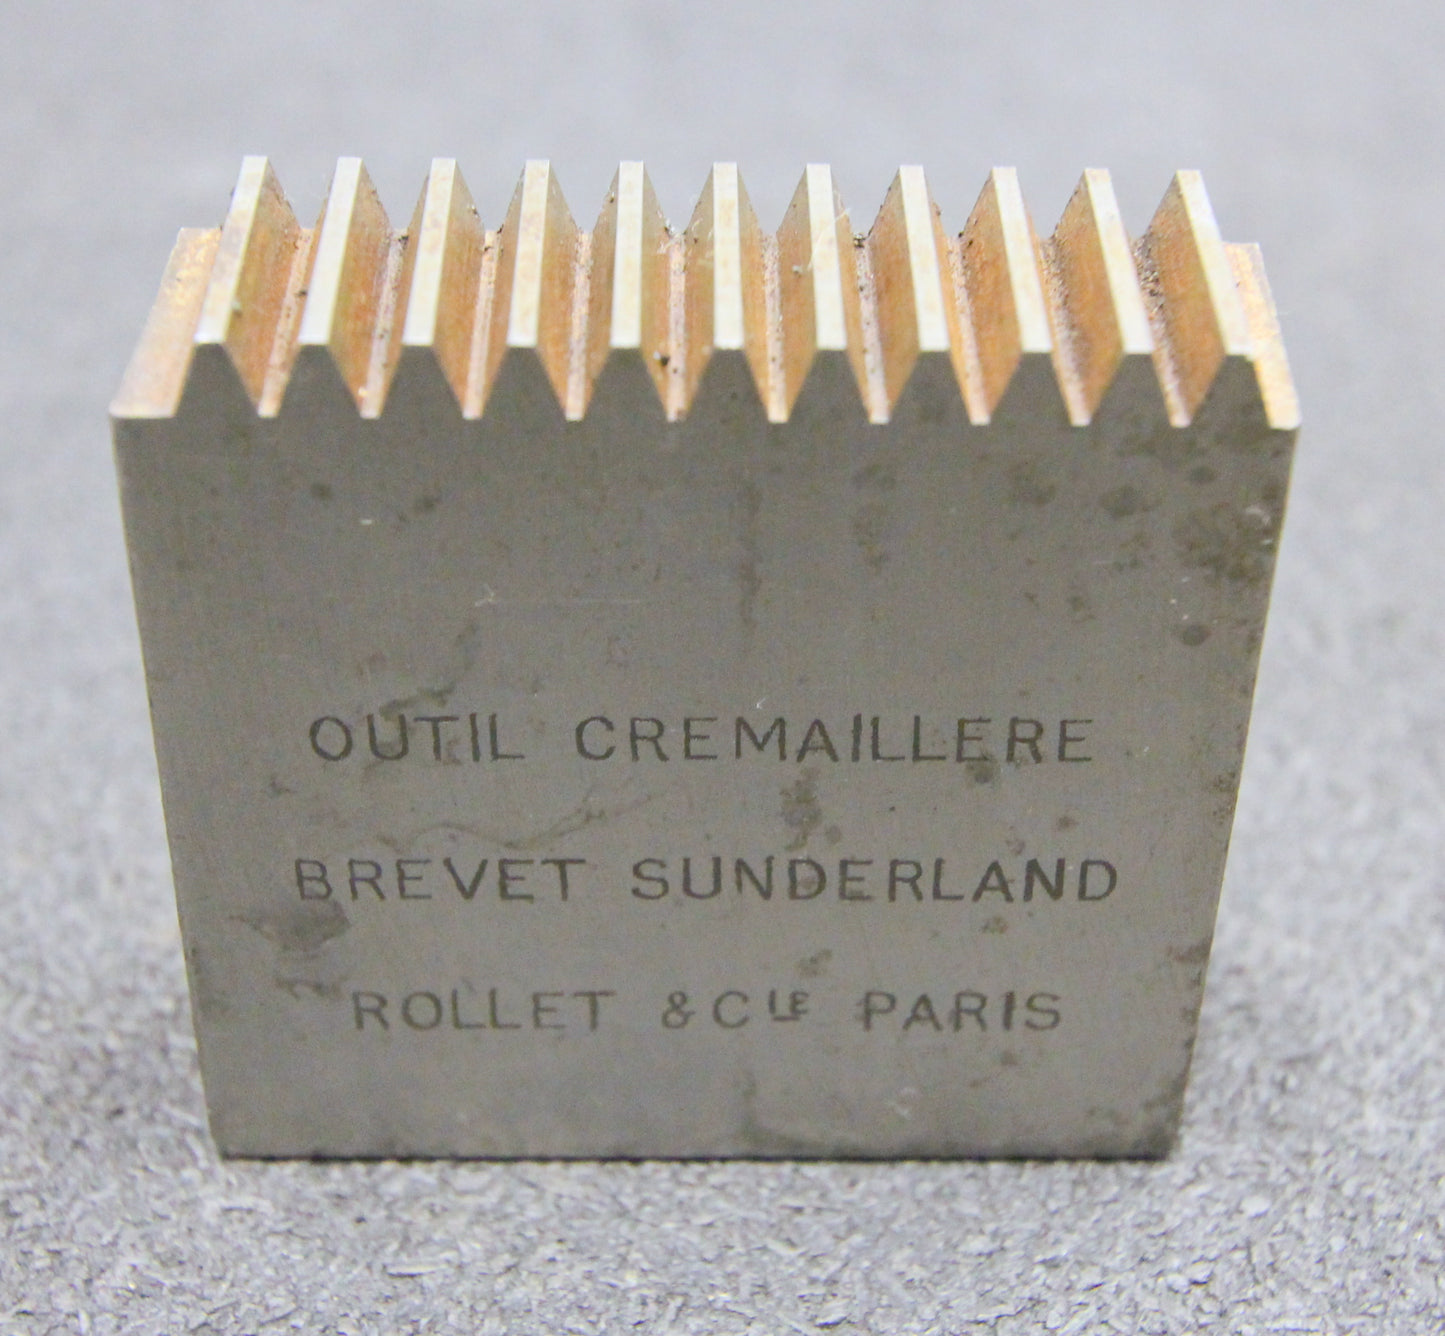 OUTIL CREMAILLERE
BREVET SUNDERLAND
ROLLET & CIE PARIS